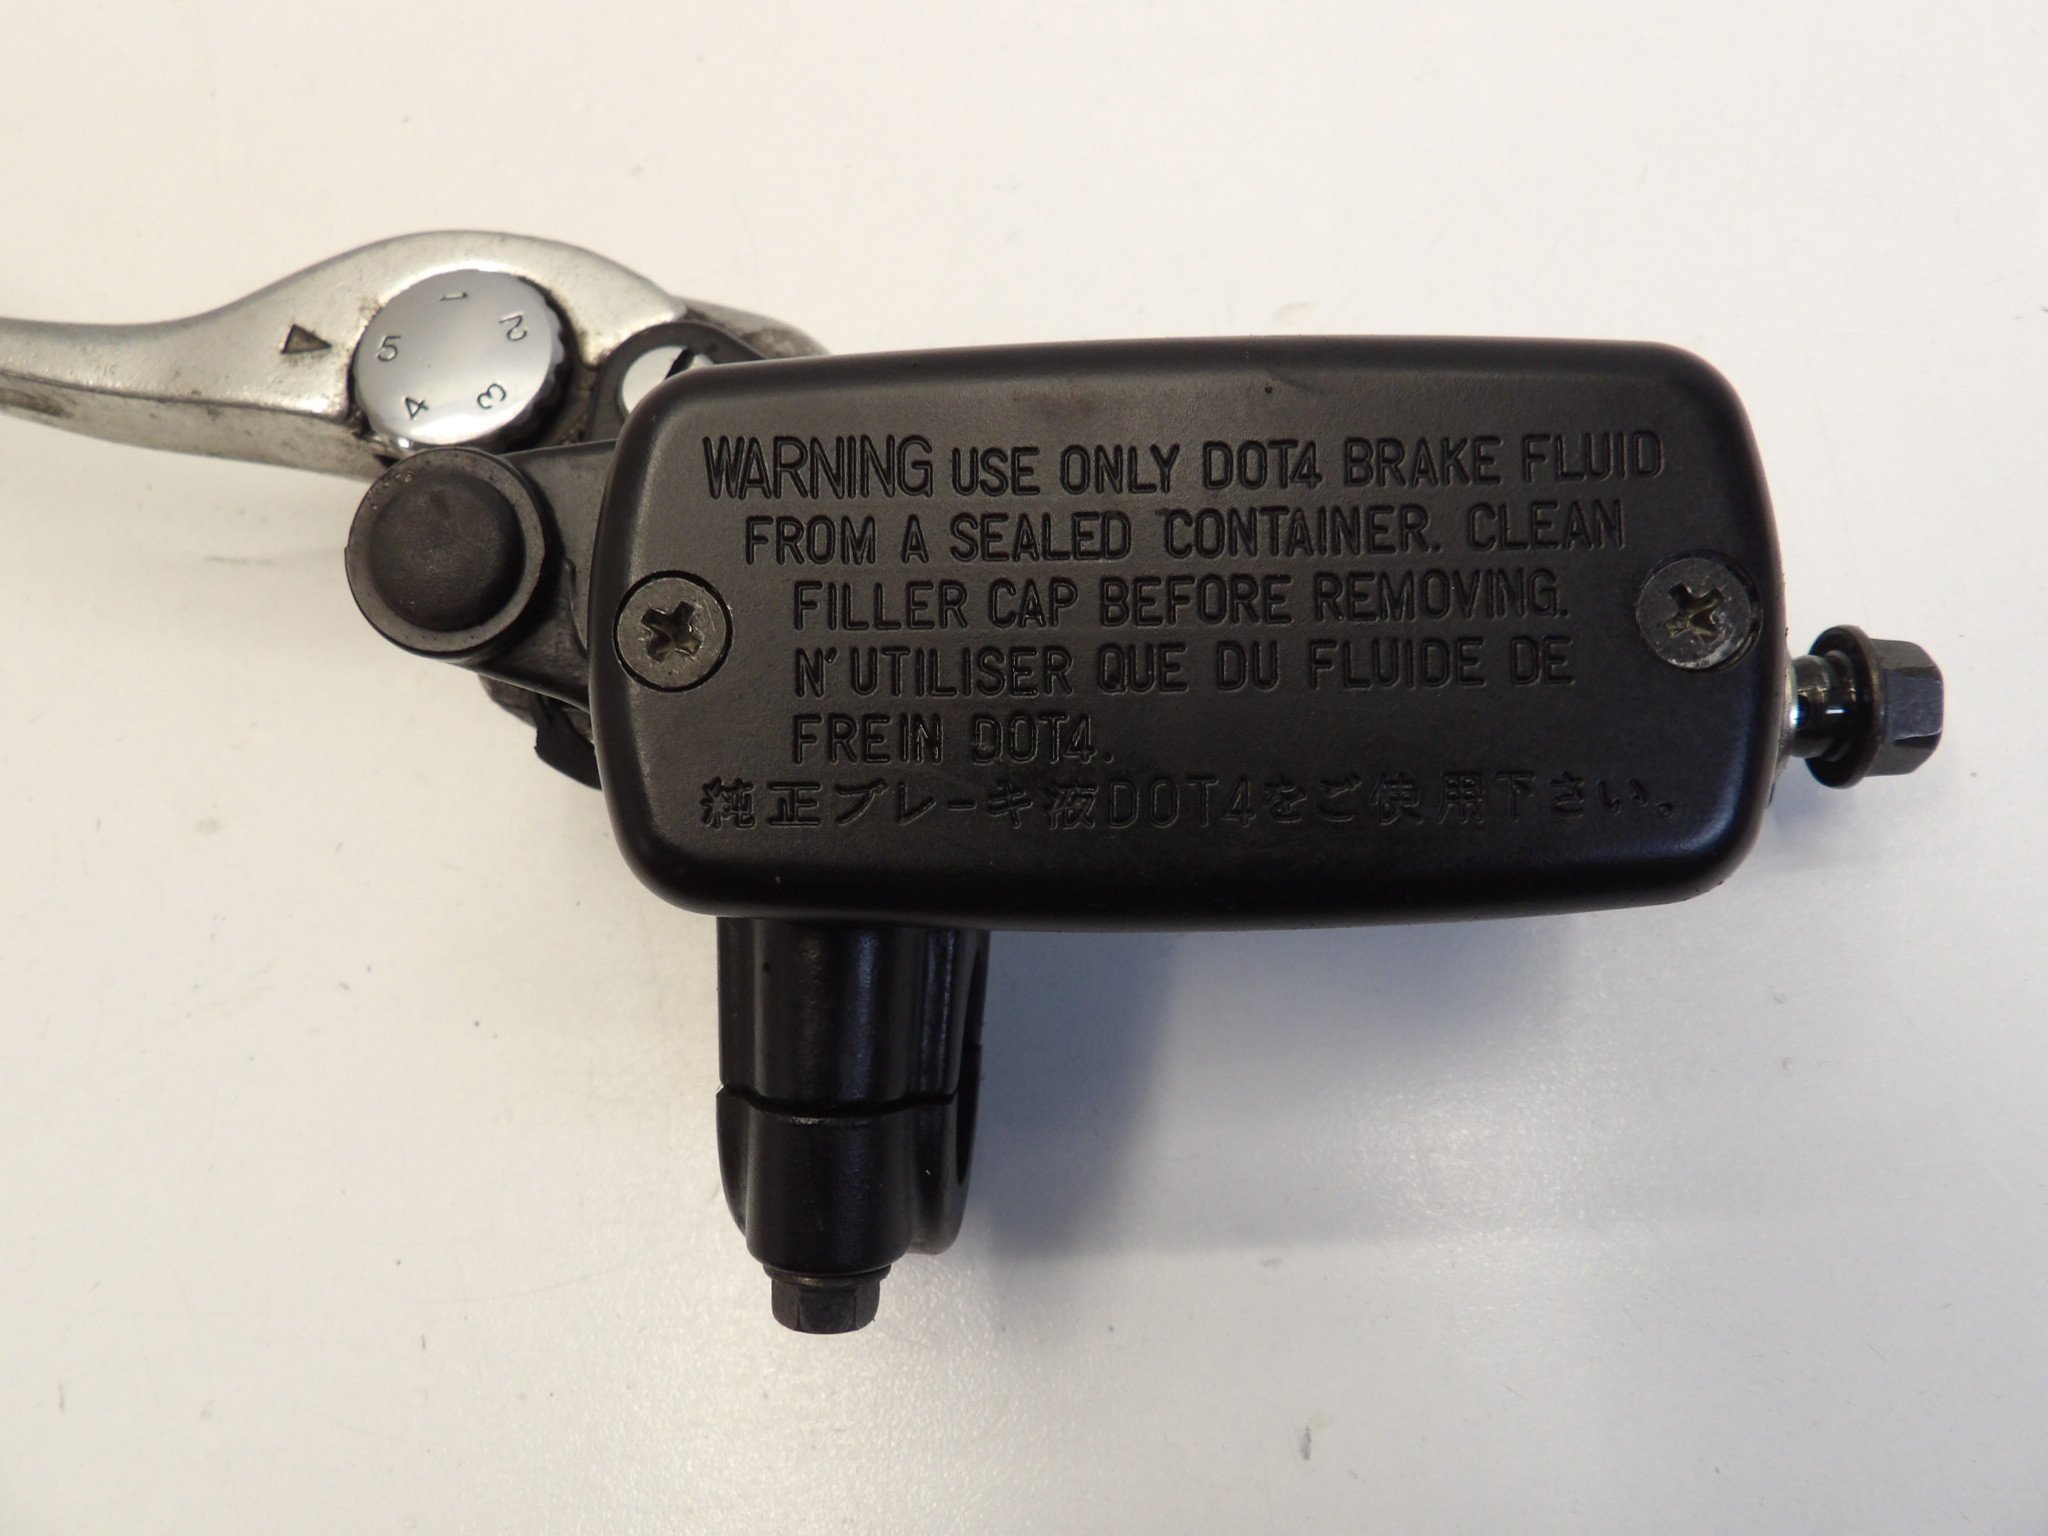 1
2
3
4
5
WARNING USE ONLY DOT4 BRAKE FLUID
FROM A SEALED CONTAINER. CLEAN
FILLER CAP BEFORE REMOVING.
N'UTILISER QUE DU FLUIDE DE
FREIN DOT4.
純正ブレーキ液DOT4をご使用下さい。